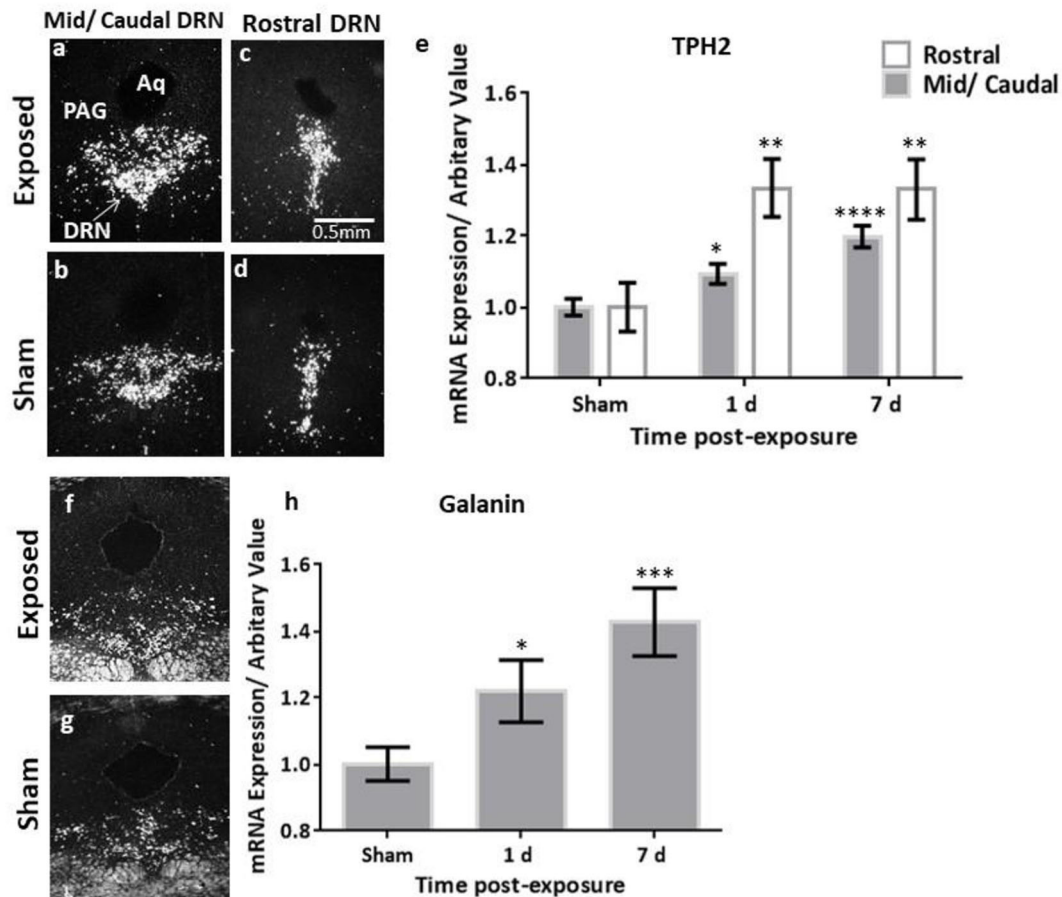 Mid/ Caudal DRN
Rostral DRN
Exposed
a
Aq
PAG
DRN
c
0.5mm
Sham
b
d
e
TPH2
Rostral
Mid/ Caudal
mRNA Expression/ Arbitary Value
1.6
1.4
1.2
1.0
0.8
*
**
****
**
Sham
1 d
7 d
Time post-exposure
Exposed
f
Sham
g
h
Galanin
mRNA Expression/ Arbitary Value
1.6
1.4
1.2
1.0
0.8
*
***
Sham
1 d
7 d
Time post-exposure